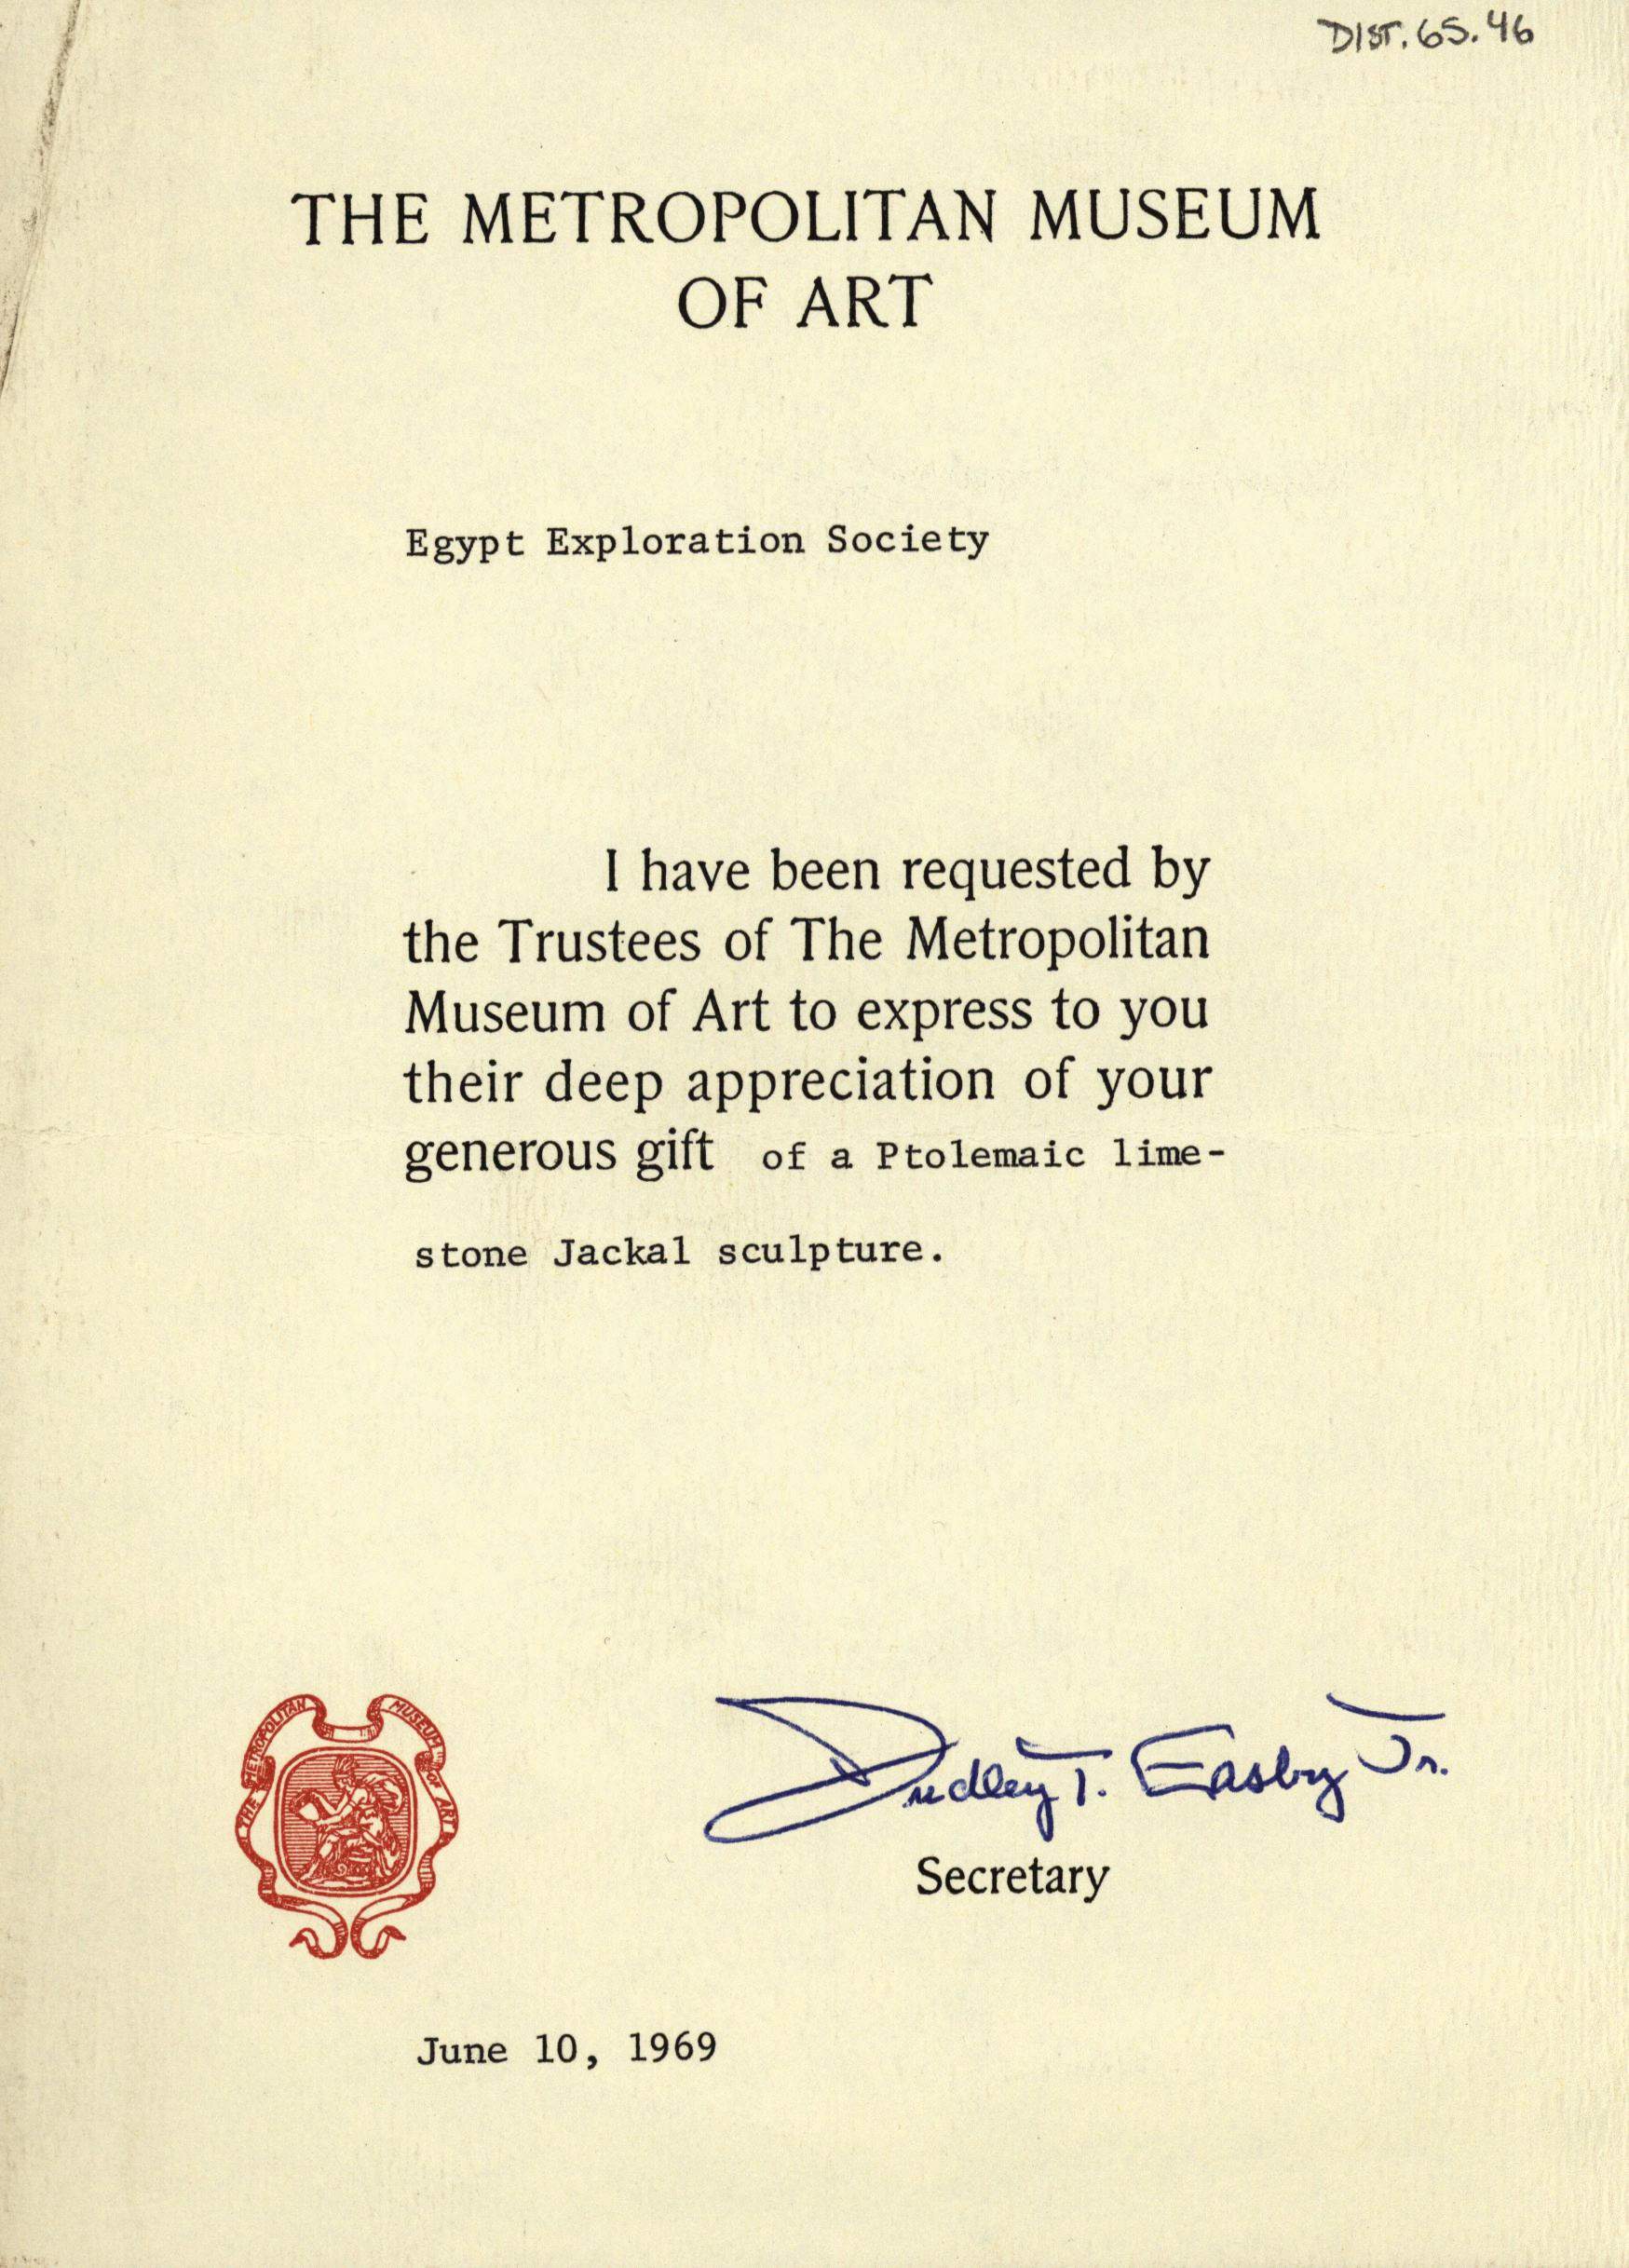 DIST. 65.46
THE METROPOLITAN MUSEUM
OF ART
Egypt Exploration Society
I have been requested by
the Trustees of The Metropolitan
Museum of Art to express to you
their deep appreciation of your
generous gift of a Ptolemaic lime-
stone Jackal sculpture.
Dudley T. Easby Jr.
Secretary
THE METROPOLITAN MUSEUM OF ART
June 10, 1969